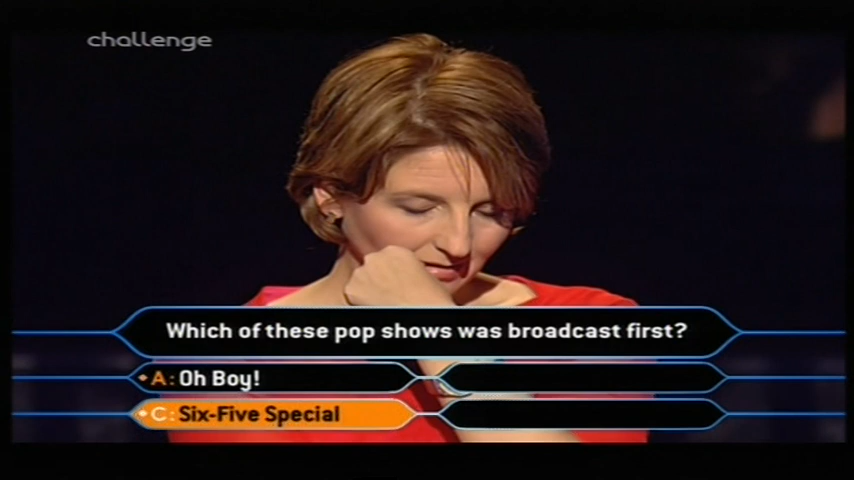 challenge
Which of these pop shows was broadcast first?
A: Oh Boy!
C: Six-Five Special